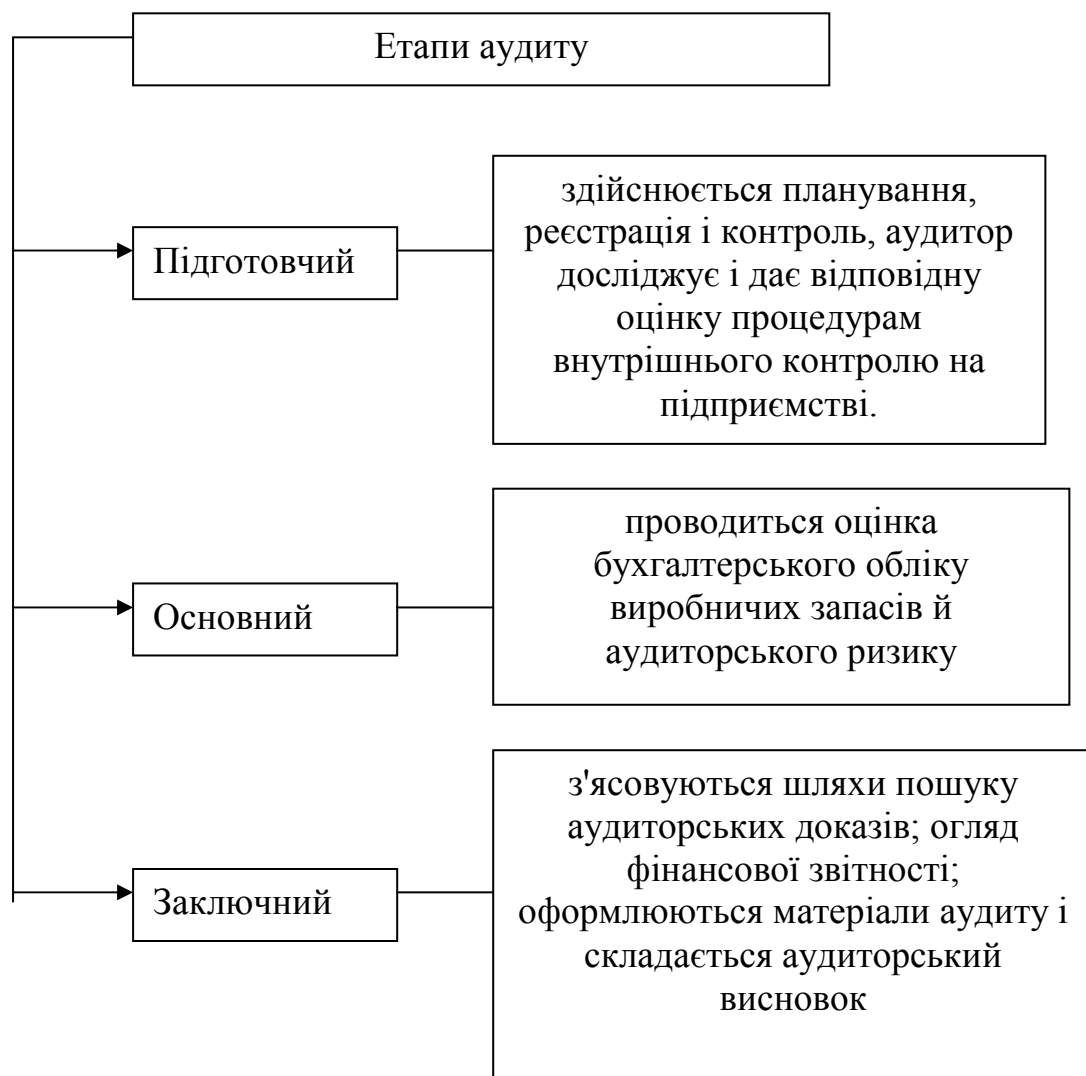 Етапи аудиту
Підготовчий
здійснюється планування,
реєстрація і контроль, аудитор
досліджує і дає відповідну
оцінку процедурам
внутрішнього контролю на
підприємстві.
Основний
проводиться оцінка
бухгалтерського обліку
виробничих запасів й
аудиторського ризику
Заключний
з'ясовуються шляхи пошуку
аудиторських доказів; огляд
фінансової звітності;
оформлюються матеріали аудиту і
складається аудиторський
висновок